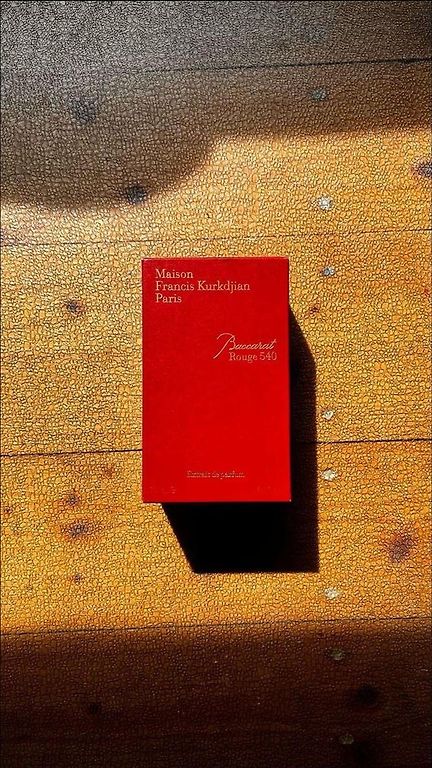 Maison
Francis Kurkdjian
Paris
Baccarat
Rouge 540
Extrait de parfum